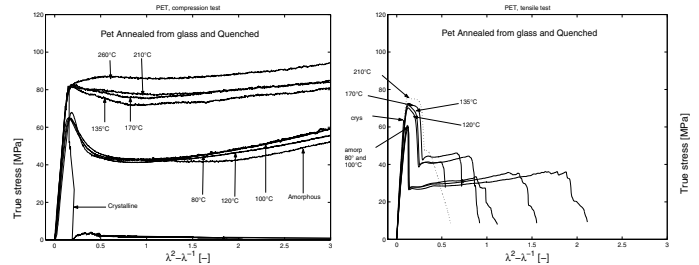 PET, compression test
120
Pet Annealed from glass and Quenched
260°C
210°C
100
80
135°C
170°C
60
40
80°C
120°C
100°C
Amorphous
20
Crystalline
0
0
0.5
1
1.5
2
2.5
3
λ²−λ⁻¹ [−]
True stress [MPa]
PET, tensile test
120
Pet Annealed from glass and Quenched
100
210°C
170°C
135°C
80
crys
120°C
60
amorp
80° and
100°C
40
20
0
0
0.5
1
1.5
2
2.5
3
λ²−λ⁻¹ [−]
True stress [MPa]
True stress [MPa]